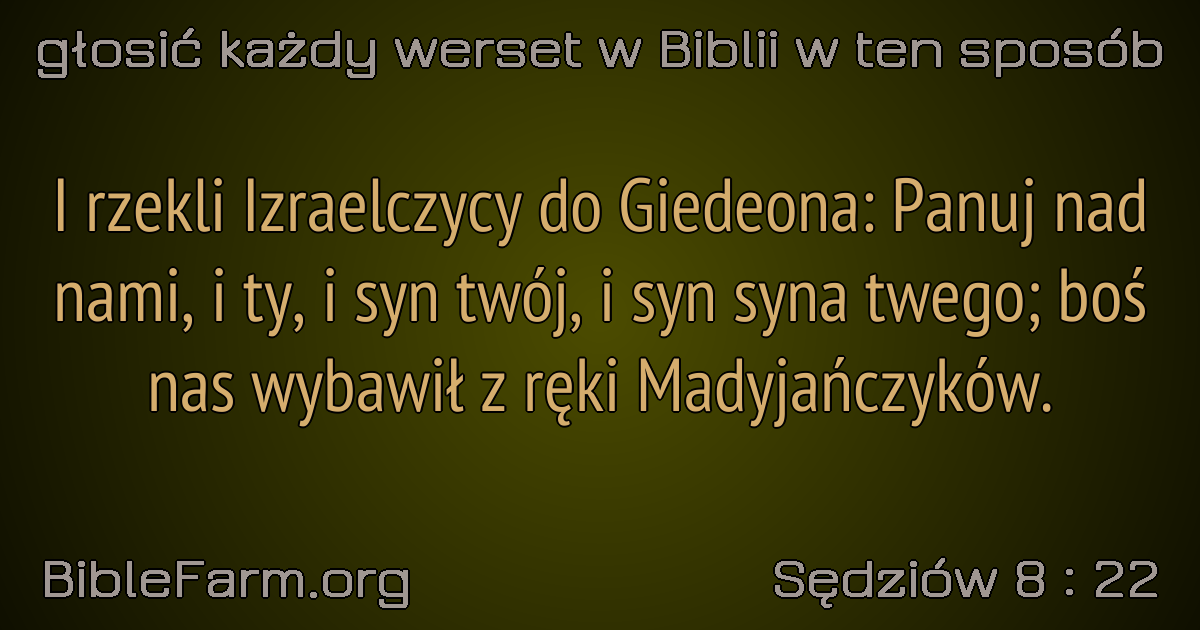 głosić każdy werset w Biblii w ten sposób
I rzekli Izraelczycy do Giedeona: Panuj nad
nami, i ty, i syn twój, i syn syna twego; boś
nas wybawił z ręki Madyjańczyków.
BibleFarm.org
Sędziów 8 : 22